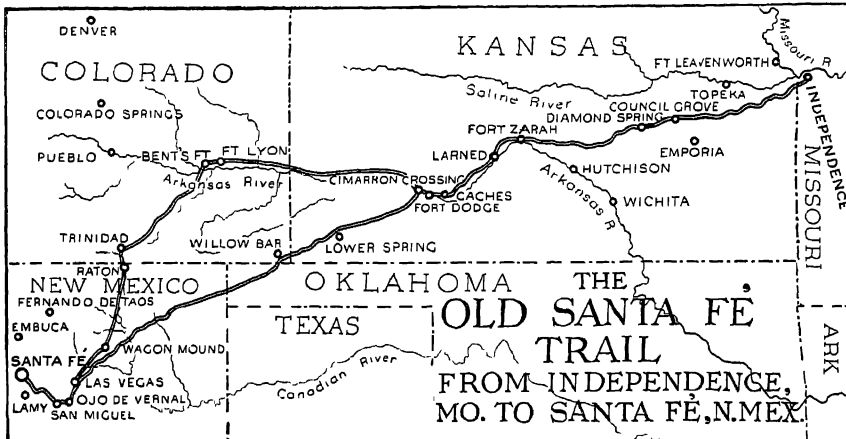 DENVER
COLORADO
KANSAS
Missouri R
FT LEAVENWORTH
TOPEKA
Saline River
COLORADO SPRINGS
COUNCIL GROVE
DIAMOND SPRING
INDEPENDENCE
FORT ZARAH
PUEBLO
BENTS FT
FT LYON
LARNED
EMPORIA
MISSOURI
Arkansas River
CIMARRON CROSSING
HUTCHISON
CACHES
FORT DODGE
Arkansas R
WICHITA
TRINIDAD
WILLOW BAR
LOWER SPRING
RATON
NEW MEXICO
OKLAHOMA
FERNANDO DE TAOS
EMBUCA
TEXAS
ARK
WAGON MOUND
SANTA FÉ
Canadian River
LAS VEGAS
OJO DE VERNAL
LAMY
SAN MIGUEL
THE
OLD SANTA FÉ
TRAIL
FROM INDEPENDENCE,
MO. TO SANTA FÉ, N.MEX.